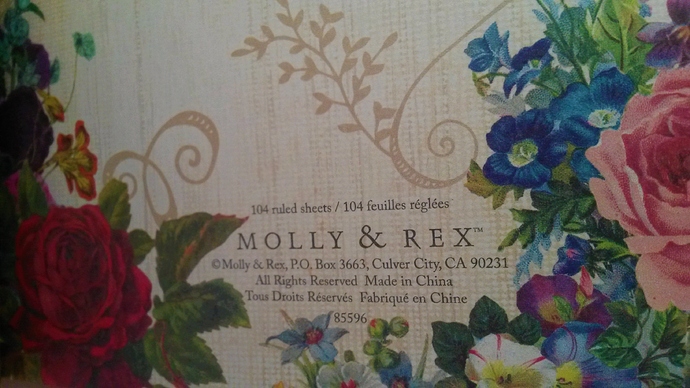 104 ruled sheets / 104 feuilles réglées
MOLLY & REX™
©Molly & Rex, P.O. Box 3663, Culver City, CA 90231
All Rights Reserved Made in China
Tous Droits Réservés Fabriqué en Chine
85596